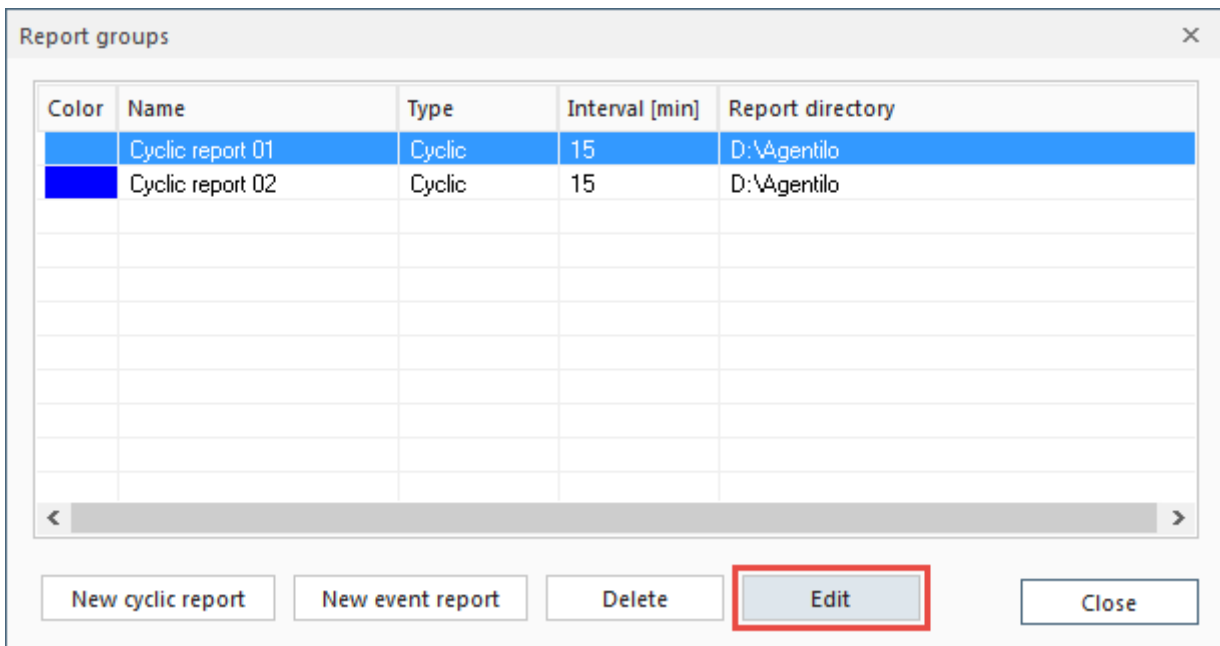 Report groups
Color Name Type Interval [min] Report directory
Cyclic report 01 Cyclic 15 D:\Agentilo
Cyclic report 02 Cyclic 15 D:\Agentilo
New cyclic report New event report Delete Edit Close